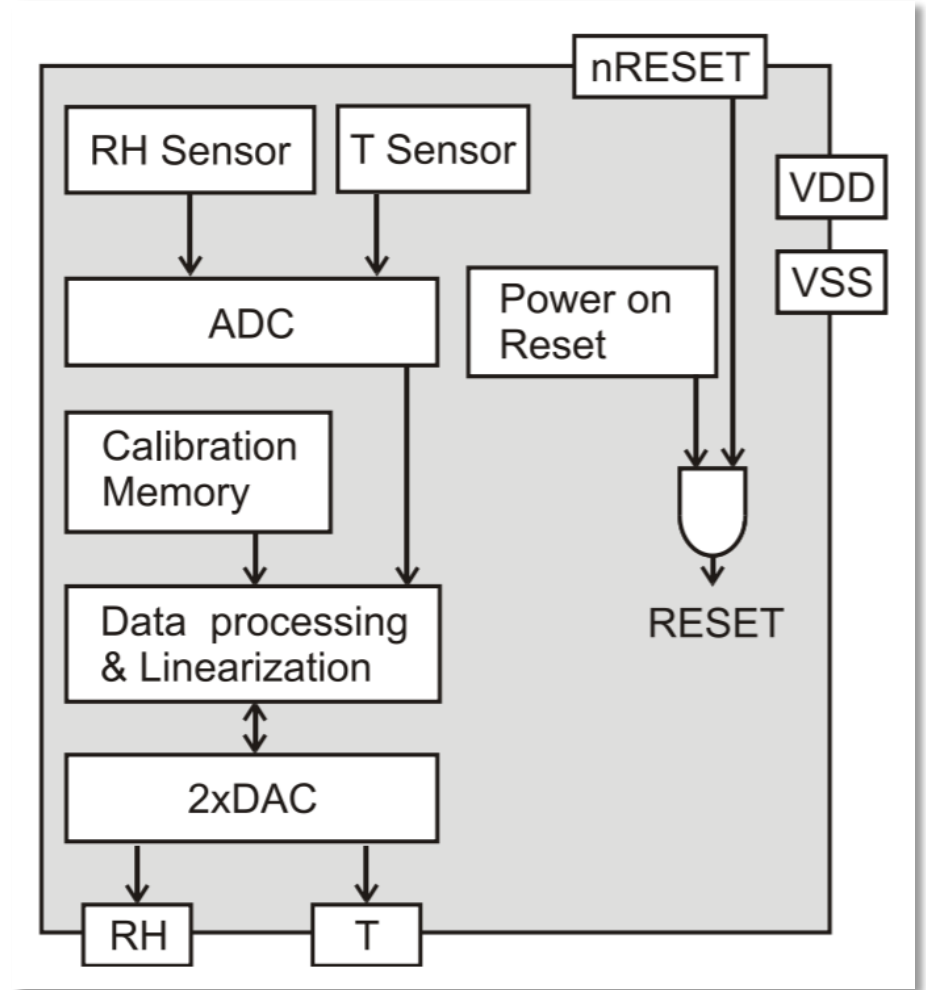 nRESET
RH Sensor
T Sensor
VDD
VSS
ADC
Power on
Reset
Calibration
Memory
Data processing
& Linearization
RESET
2xDAC
RH
T